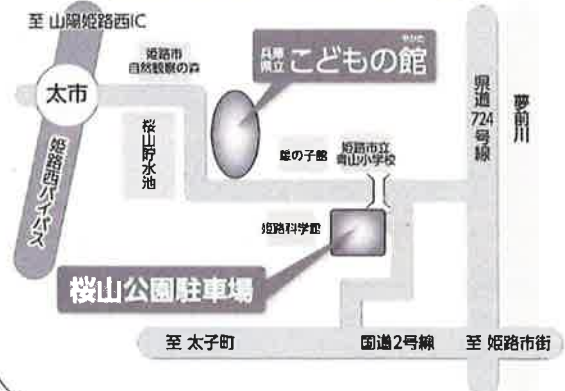 至 山陽姫路西IC
太市
姫路西バイパス
姫路市
自然観察の森
桜山貯水池
兵庫
県立
やかた
こどもの館
星の子館
姫路市立
青山小学校
姫路科学館
県道724号線
夢前川
桜山公園駐車場
至 太子町
国道2号線
至 姫路市街